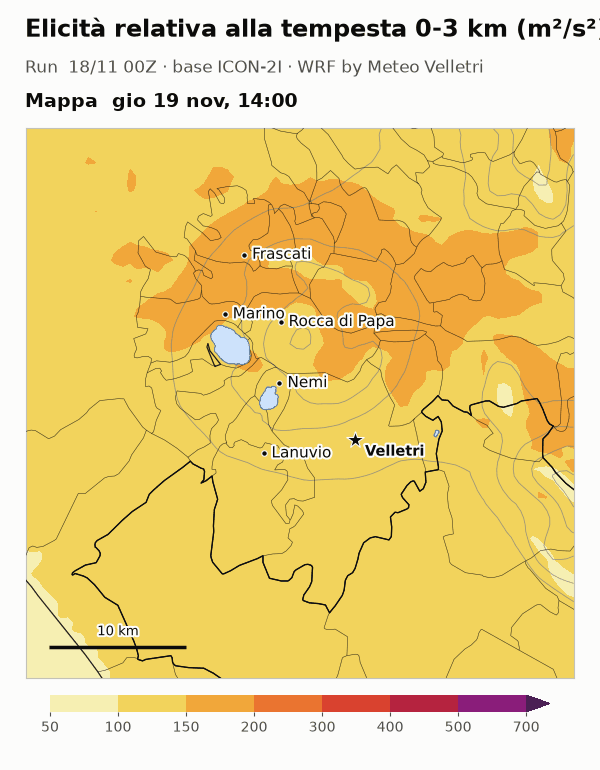 Elicità relativa alla tempesta 0-3 km (m²/s²)
Run 18/11 00Z · base ICON-2I · WRF by Meteo Velletri
Mappa gio 19 nov, 14:00
Frascati
Marino
Rocca di Papa
Nemi
Velletri
Lanuvio
10 km
50 100 150 200 300 400 500 700